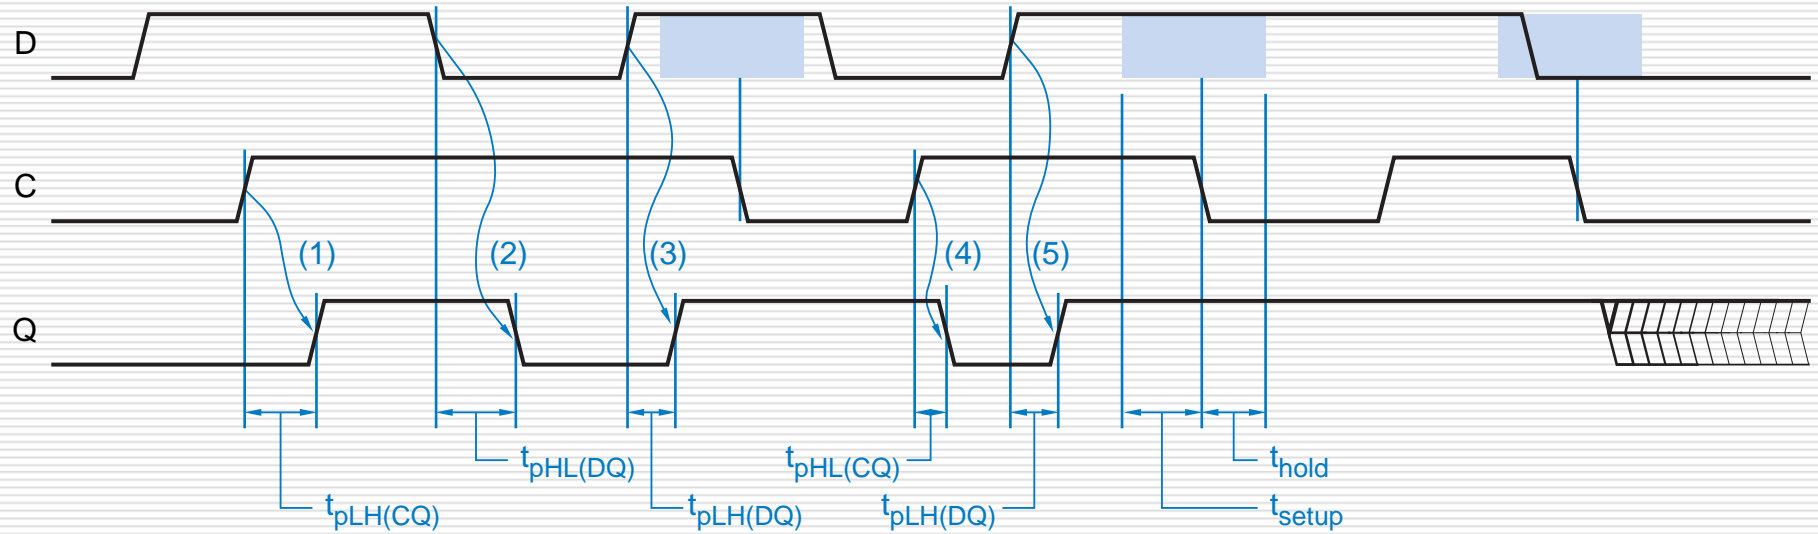 D
C
(1) (2) (3) (4) (5)
Q
tpHL(DQ) tpHL(CQ) thold
tpLH(CQ) tpLH(DQ) tpLH(DQ) tsetup